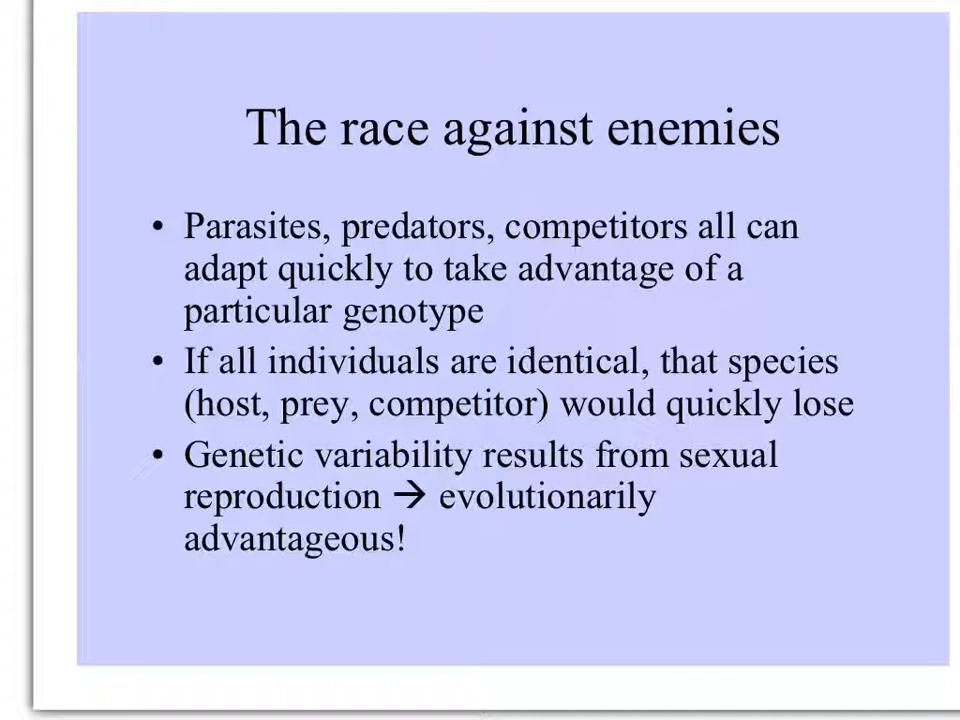 The race against enemies
• Parasites, predators, competitors all can
adapt quickly to take advantage of a
particular genotype
• If all individuals are identical, that species
(host, prey, competitor) would quickly lose
• Genetic variability results from sexual
reproduction → evolutionarily
advantageous!